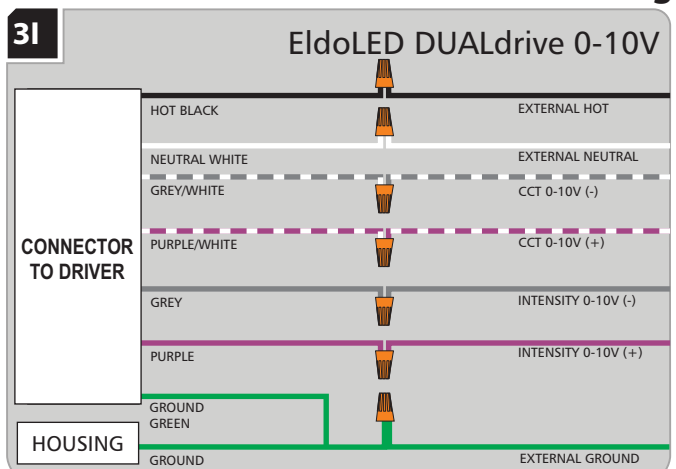 3I
EldoLED DUALdrive 0-10V
HOT BLACK
EXTERNAL HOT
NEUTRAL WHITE
EXTERNAL NEUTRAL
GREY/WHITE
CCT 0-10V (-)
CONNECTOR
TO DRIVER
PURPLE/WHITE
CCT 0-10V (+)
GREY
INTENSITY 0-10V (-)
PURPLE
INTENSITY 0-10V (+)
GROUND
GREEN
HOUSING
GROUND
EXTERNAL GROUND